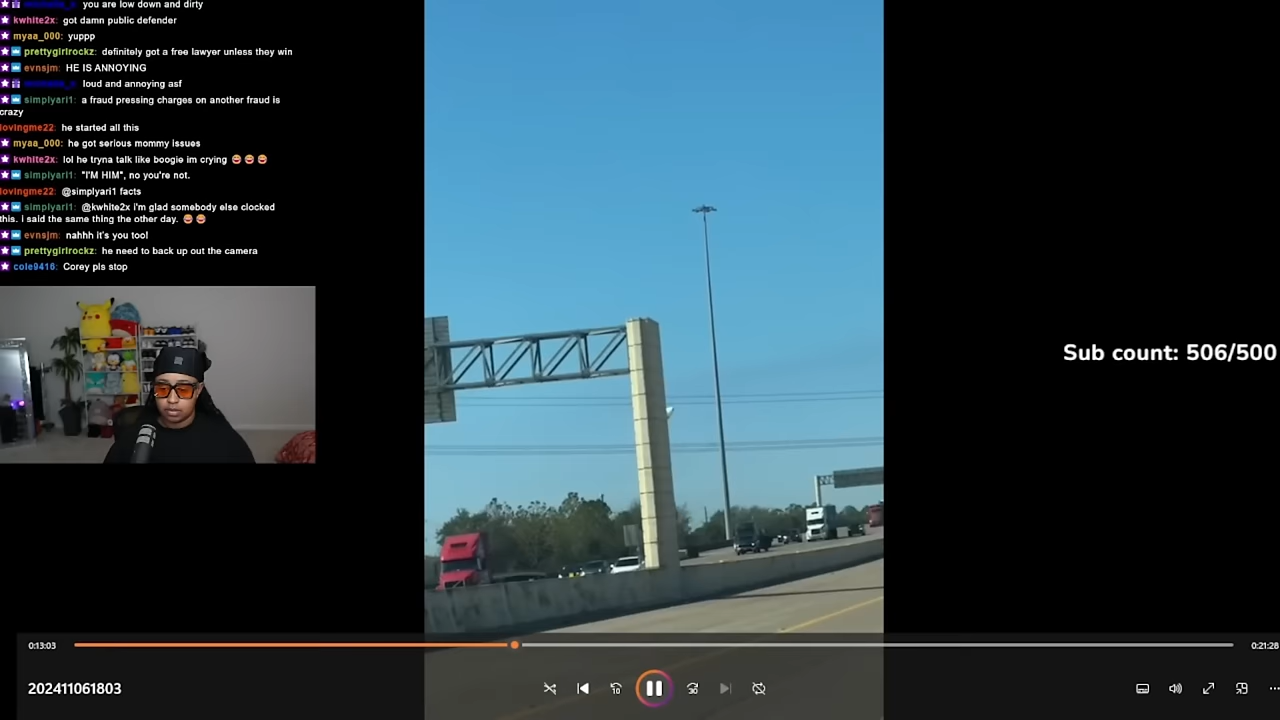 you are low down and dirty
kwhite2x: got damn public defender
myaa_000: yuppp
prettygirlrockz: definitely got a free lawyer unless they win
evnsjm: HE IS ANNOYING
loud and annoying asf
simplyari1: a fraud pressing charges on another fraud is
crazy
lovingme22: he started all this
myaa_000: he got serious mommy issues
kwhite2x: lol he tryna talk like boogie im crying 😂 😂 😂
simplyari1: "I'M HIM", no you're not.
lovingme22: @simplyari1 facts
simplyari1: @kwhite2x i'm glad somebody else clocked
this. i said the same thing the other day. 😂 😂
evnsjm: nahhh it's you too!
prettygirlrockz: he need to back up out the camera
cole9416: Corey pls stop
Sub count: 506/500
0:13:03
0:21:28
202411061803
10
30